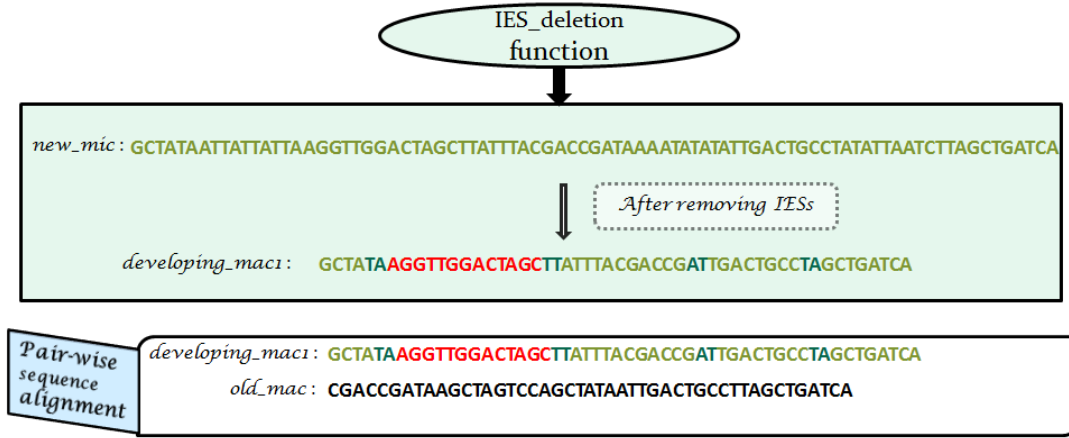 IES_deletion
function
new_mic : GCTATAATTATTATTAAGGTTGGACTAGCTTATTTACGACCGATAAAATATATATTGACTGCCTATATTAATCTTAGCTGATCA
After removing IESs
developing_mac1 : GCTATAAGGTTGGACTAGCTTATTTACGACCGATTGACTGCCTAGCTGATCA
Pair-wise
sequence
alignment
developing_mac1 : GCTATAAGGTTGGACTAGCTTATTTACGACCGATTGACTGCCTAGCTGATCA
old_mac : CGACCGATAAGCTAGTCCAGCTATAATTGACTGCCTTAGCTGATCA